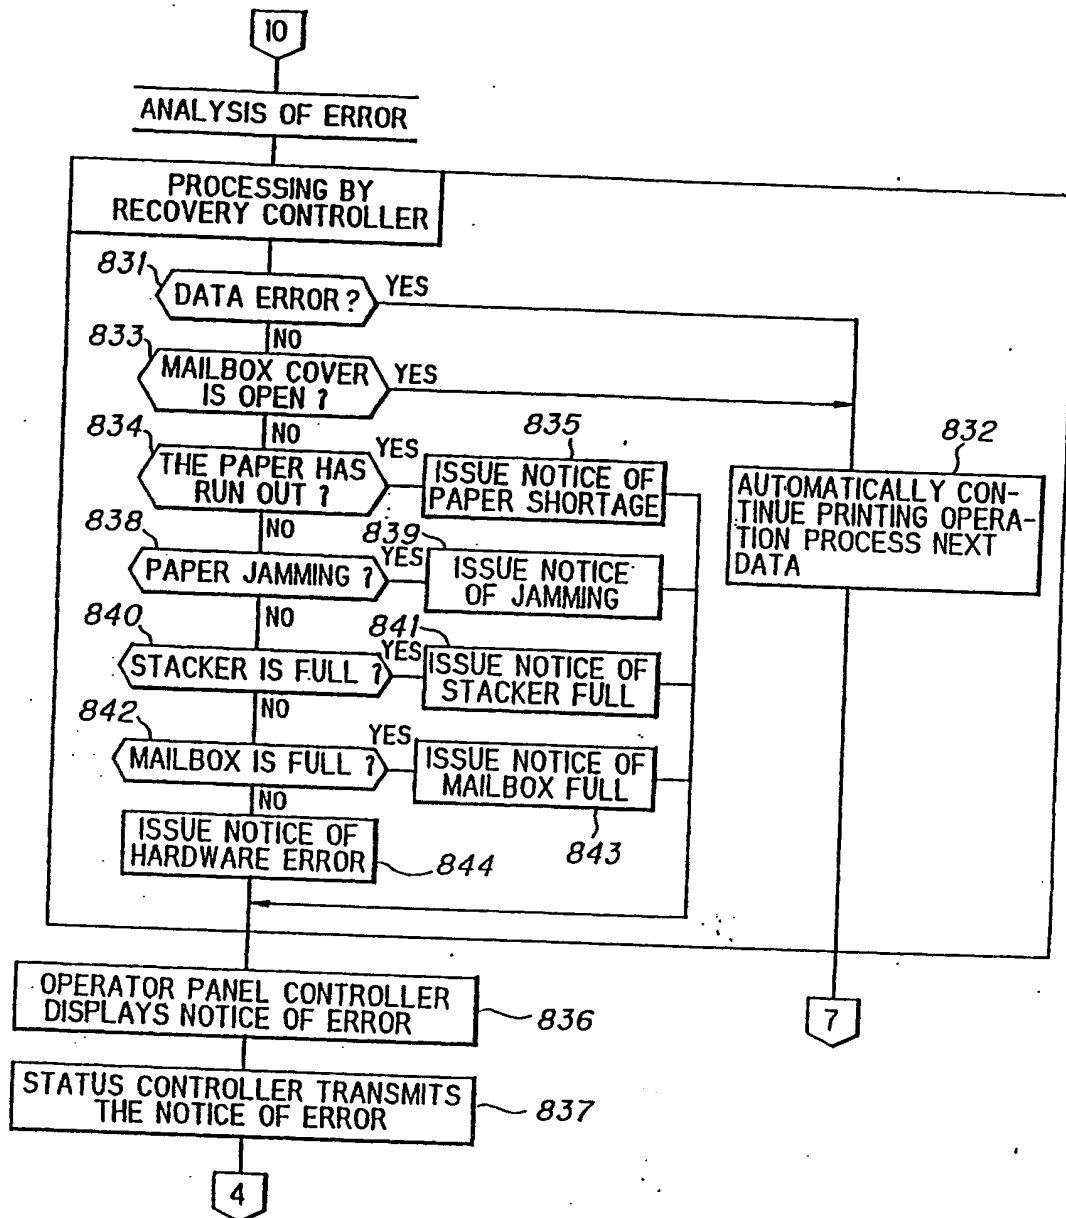 10
ANALYSIS OF ERROR
PROCESSING BY
RECOVERY CONTROLLER
831
DATA ERROR?
YES
NO
833
MAILBOX COVER
IS OPEN ?
YES
NO
834
THE PAPER HAS
RUN OUT ?
YES
835
ISSUE NOTICE OF
PAPER SHORTAGE
832
AUTOMATICALLY CON-
TINUE PRINTING OPERA-
TION PROCESS NEXT
DATA
NO
838
PAPER JAMMING ?
YES
839
ISSUE NOTICE
OF JAMMING
NO
840
STACKER IS FULL ?
YES
841
ISSUE NOTICE OF
STACKER FULL
NO
842
MAILBOX IS FULL ?
YES
ISSUE NOTICE OF
MAILBOX FULL
843
NO
ISSUE NOTICE OF
HARDWARE ERROR
844
OPERATOR PANEL CONTROLLER
DISPLAYS NOTICE OF ERROR
836
7
STATUS CONTROLLER TRANSMITS
THE NOTICE OF ERROR
837
4